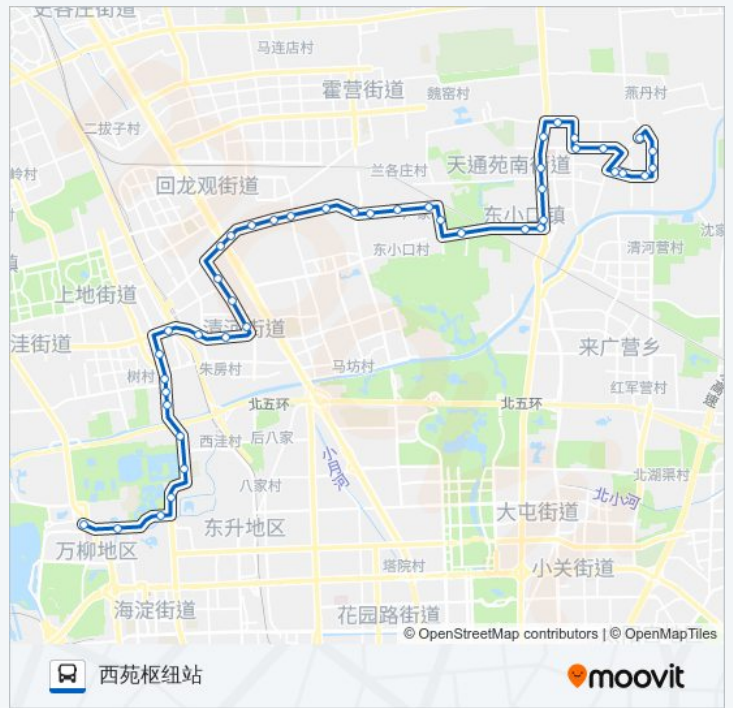 史各庄街道
马连店村
霍营街道
魏窑村
燕丹村
二拨子村
岭村
兰各庄村
天通苑南街道
回龙观街道
东小口镇
沈家
镇
东小口村
清河营村
上地街道
清河街道
洼街道
来广营乡
朱房村
马坊村
树村
红军营村
北五环
北五环
西洼村
后八家
小月河
八家村
北湖渠村
北小河
大屯街道
东升地区
万柳地区
塔院村
小关街道
海淀街道
花园路街道
© OpenStreetMap contributors | © OpenMapTiles
西苑枢纽站
moovit